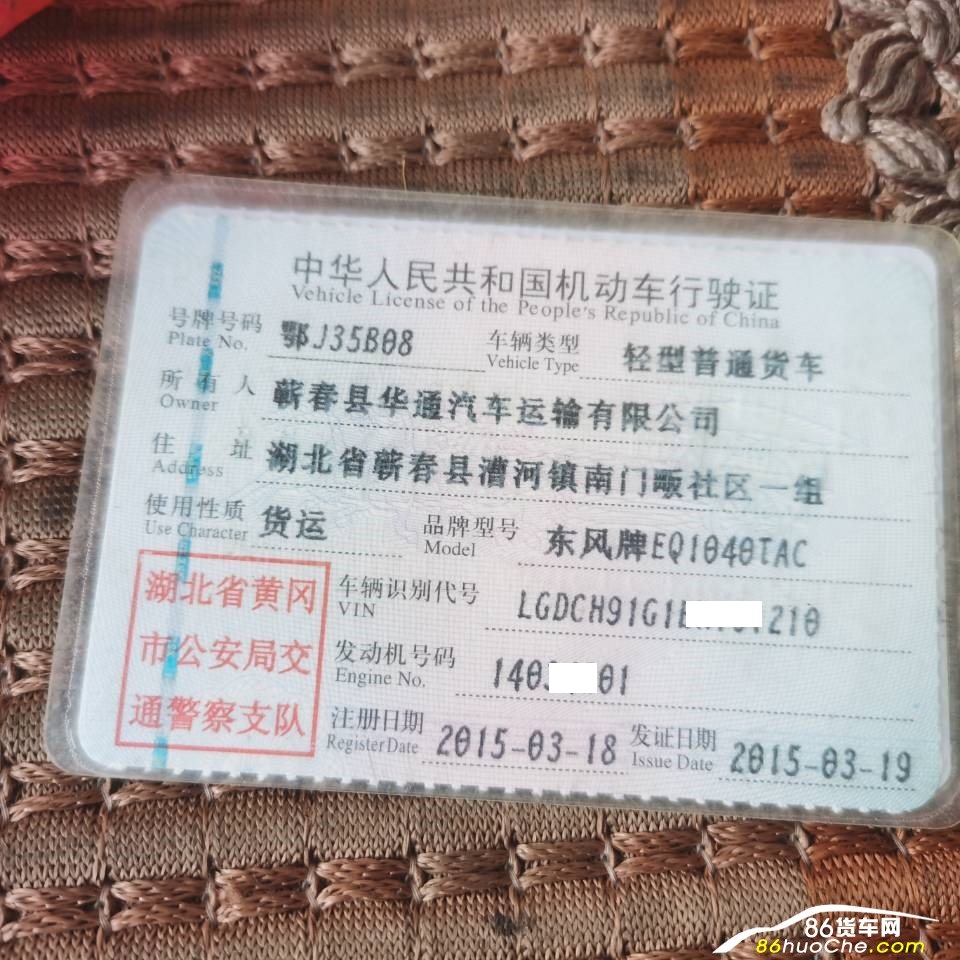 中华人民共和国机动车行驶证
Vehicle License of the People's Republic of China
号牌号码 鄂J35B08 车辆类型 轻型普通货车
Plate No. Vehicle Type
所有人 蕲春县华通汽车运输有限公司
Owner
住址 湖北省蕲春县漕河镇南门畈社区一组
Address
使用性质 货运 品牌型号 东风牌EQ1040TAC
Use Character Model
湖北省黄冈
市公安局交
通警察支队
车辆识别代号 LGDCH91G1 210
VIN
发动机号码 1403 01
Engine No.
注册日期 2015-03-18 发证日期 2015-03-19
Register Date Issue Date
86货车网
86huoChe.com